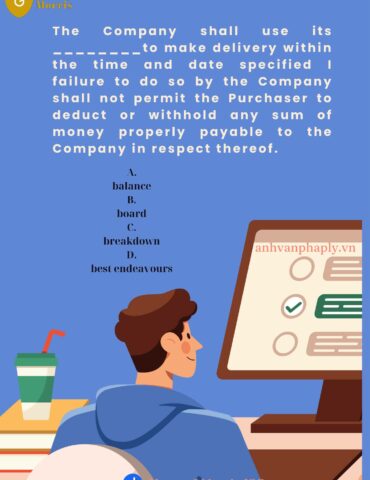 G
Morris
The Company shall use its
________to make delivery within
the time and date specified I
failure to do so by the Company
shall not permit the Purchaser to
deduct or withhold any sum of
money properly payable to the
Company in respect thereof.
A.
balance
B.
board
C.
breakdown
D.
best endeavours
anhvanphaply.vn